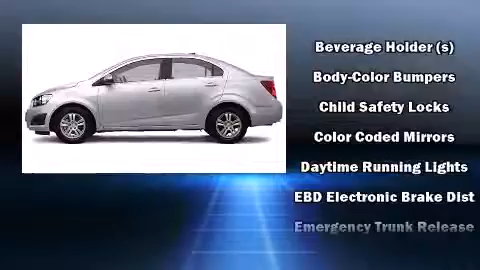 Beverage Holder (s)
Body-Color Bumpers
Child Safety Locks
Color Coded Mirrors
Daytime Running Lights
EBD Electronic Brake Dist
Emergency Trunk Release